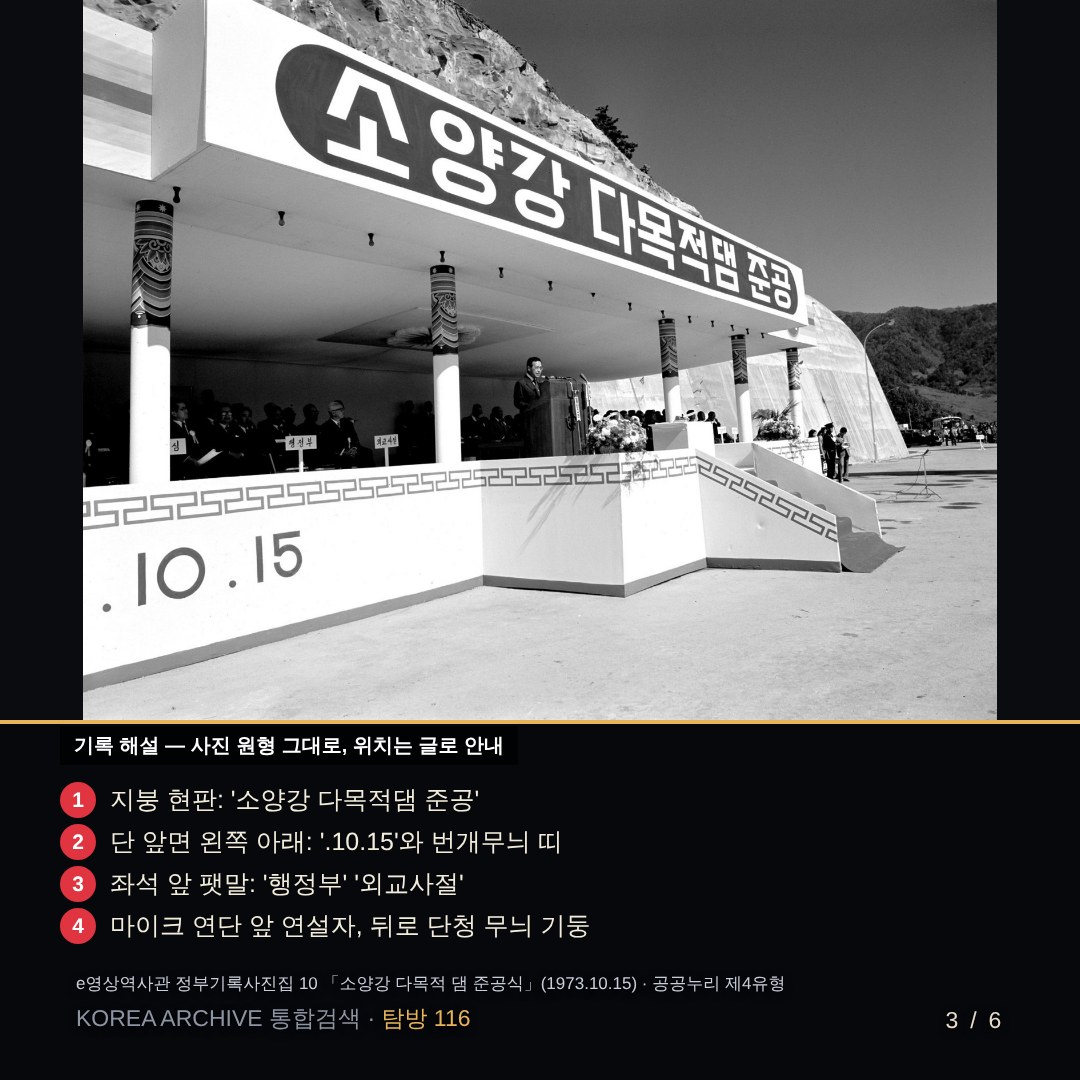 소양강 다목적댐 준공
심
행정부
외교사절
.10.15
기록 해설 — 사진 원형 그대로, 위치는 글로 안내
1 지붕 현판: '소양강 다목적댐 준공'
2 단 앞면 왼쪽 아래: '.10.15'와 번개무늬 띠
3 좌석 앞 팻말: '행정부' '외교사절'
4 마이크 연단 앞 연설자, 뒤로 단청 무늬 기둥
e영상역사관 정부기록사진집 10 「소양강 다목적 댐 준공식」(1973.10.15) · 공공누리 제4유형
KOREA ARCHIVE 통합검색 · 탐방 116
3 / 6